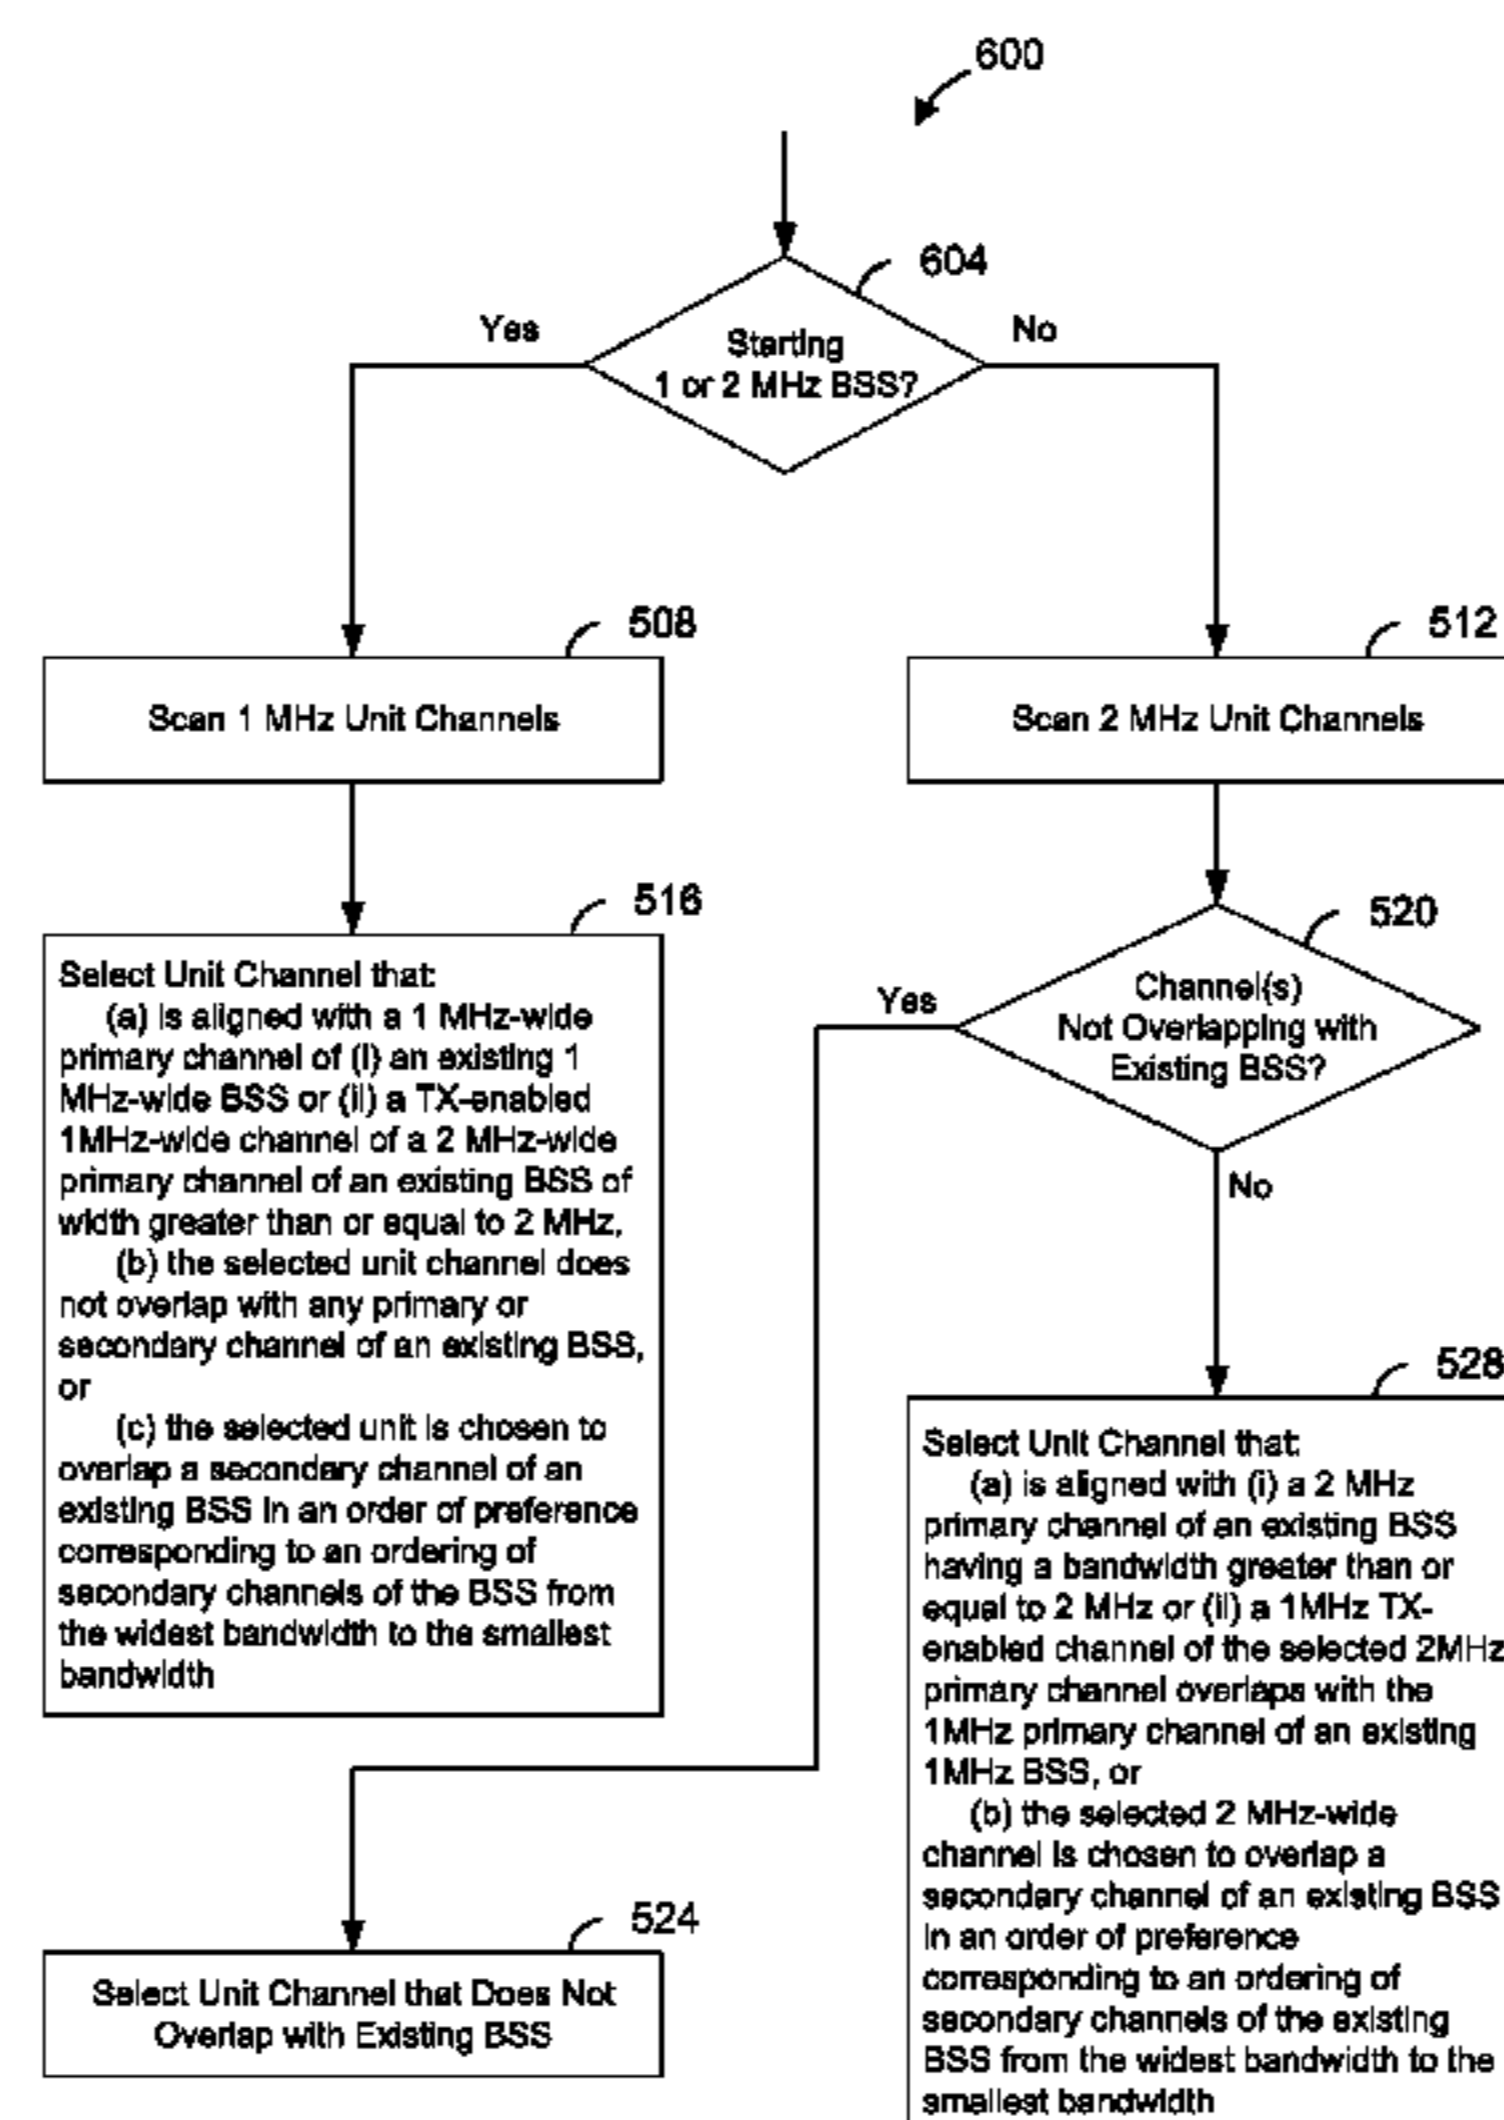 600
604
Yes
No
Starting
1 or 2 MHz BSS?
508
Scan 1 MHz Unit Channels
512
Scan 2 MHz Unit Channels
516
Select Unit Channel that:
(a) is aligned with a 1 MHz-wide
primary channel of (i) an existing 1
MHz-wide BSS or (ii) a TX-enabled
1MHz-wide channel of a 2 MHz-wide
primary channel of an existing BSS of
width greater than or equal to 2 MHz,
(b) the selected unit channel does
not overlap with any primary or
secondary channel of an existing BSS,
or
(c) the selected unit is chosen to
overlap a secondary channel of an
existing BSS in an order of preference
corresponding to an ordering of
secondary channels of the BSS from
the widest bandwidth to the smallest
bandwidth
520
Yes
Channel(s)
Not Overlapping with
Existing BSS?
No
528
Select Unit Channel that:
(a) is aligned with (i) a 2 MHz
primary channel of an existing BSS
having a bandwidth greater than or
equal to 2 MHz or (ii) a 1MHz TX-
enabled channel of the selected 2MHz
primary channel overlaps with the
1MHz primary channel of an existing
1MHz BSS, or
(b) the selected 2 MHz-wide
channel is chosen to overlap a
secondary channel of an existing BSS
in an order of preference
corresponding to an ordering of
secondary channels of the existing
BSS from the widest bandwidth to the
smallest bandwidth
524
Select Unit Channel that Does Not
Overlap with Existing BSS